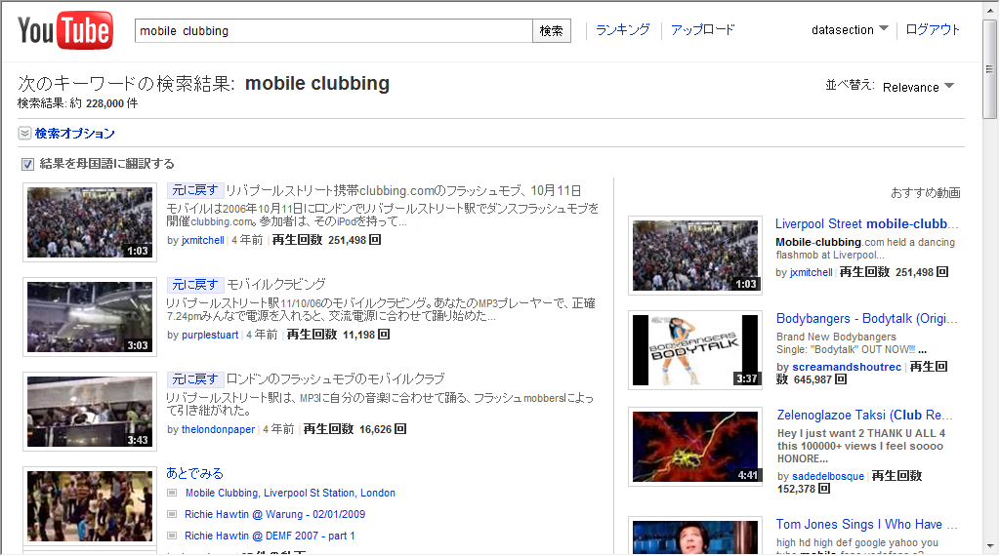 YouTube
mobile clubbing
検索
ランキング
アップロード
datasection
ログアウト
次のキーワードの検索結果: mobile clubbing
検索結果: 約 228,000 件
並べ替え: Relevance
検索オプション
結果を母国語に翻訳する
1:03
元に戻す リバプールストリート携帯clubbing.comのフラッシュモブ、10月11日
モバイルは2006年10月11日にロンドンでリバプールストリート駅でダンスフラッシュモブを
開催clubbing.com。参加者は、そのiPodを持って...
by jxmitchell | 4 年前 | 再生回数 251,498 回
3:03
元に戻す モバイルクラビング
リバプールストリート駅11/10/06のモバイルクラビング。あなたのMP3プレーヤーで、正確
7.24pmみんなで電源を入れると、交流電源に合わせて踊り始めた...
by purplestuart | 4 年前 | 再生回数 11,198 回
3:43
元に戻す ロンドンのフラッシュモブのモバイルクラブ
リバプールストリート駅は、MP3に自分の音楽に合わせて踊る、フラッシュmobbersによっ
て引き継がれた。
by thelondonpaper | 4 年前 | 再生回数 16,626 回
あとでみる
Mobile Clubbing, Liverpool St Station, London
Richie Hawtin @ Warung - 02/01/2009
Richie Hawtin @ DEMF 2007 - part 1
おすすめ動画
1:03
Liverpool Street mobile-clubb...
Mobile-clubbing.com held a dancing
flashmob at Liverpool...
by jxmitchell | 再生回数 251,498 回
BODYBANGERS
BODYTALK
3:37
Bodybangers - Bodytalk (Origi...
Brand New Bodybangers
Single: "Bodytalk" OUT NOW!!! ...
by screamandshoutrec | 再生回
数 645,987 回
4:41
Zelenoglazoe Taksi (Club Re...
Hey I just want 2 THANK U ALL 4
this 100000+ views I feel soooo
HONORE...
by sadedelbosque | 再生回数
152,378 回
Tom Jones Sings I Who Have ...
high hd high def google yahoo you